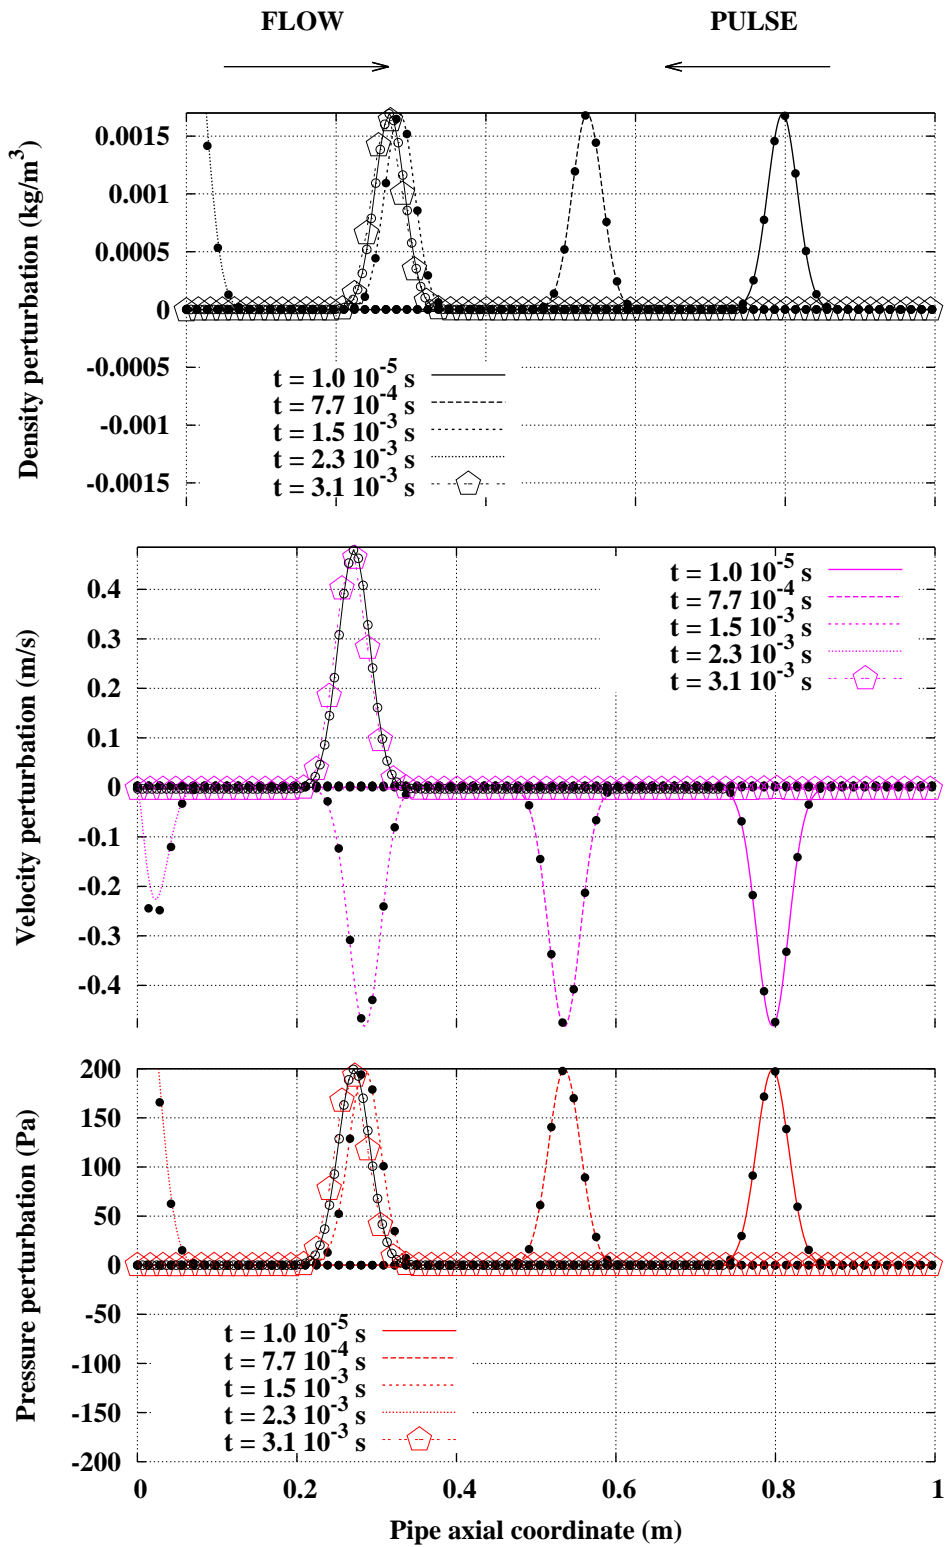 FLOW PULSE
Density perturbation (kg/m³)
0.0015
0.001
0.0005
0
-0.0005
-0.001
-0.0015
t = 1.0 10⁻⁵ s
t = 7.7 10⁻⁴ s
t = 1.5 10⁻³ s
t = 2.3 10⁻³ s
t = 3.1 10⁻³ s
Velocity perturbation (m/s)
0.4
0.3
0.2
0.1
0
-0.1
-0.2
-0.3
-0.4
t = 1.0 10⁻⁵ s
t = 7.7 10⁻⁴ s
t = 1.5 10⁻³ s
t = 2.3 10⁻³ s
t = 3.1 10⁻³ s
Pressure perturbation (Pa)
200
150
100
50
0
-50
-100
-150
-200
t = 1.0 10⁻⁵ s
t = 7.7 10⁻⁴ s
t = 1.5 10⁻³ s
t = 2.3 10⁻³ s
t = 3.1 10⁻³ s
0 0.2 0.4 0.6 0.8 1
Pipe axial coordinate (m)